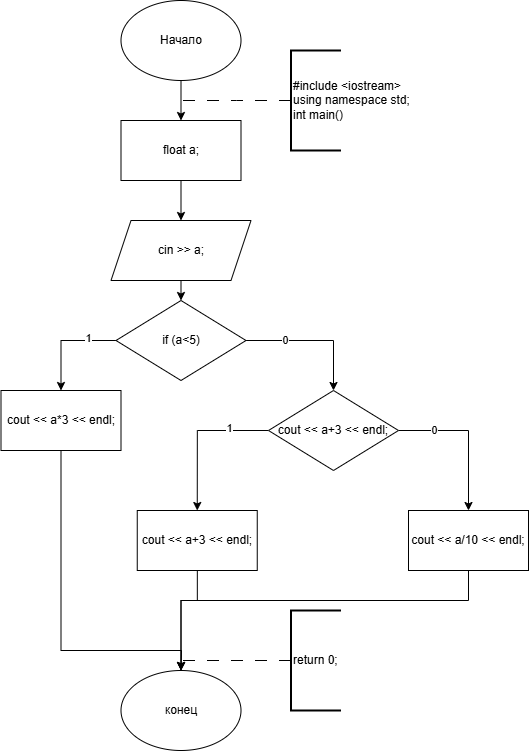 Начало
#include <iostream>
using namespace std;
int main()
float a;
cin >> a;
if (a<5)
1
0
cout << a*3 << endl;
cout << a+3 << endl;
1
0
cout << a+3 << endl;
cout << a/10 << endl;
return 0;
конец